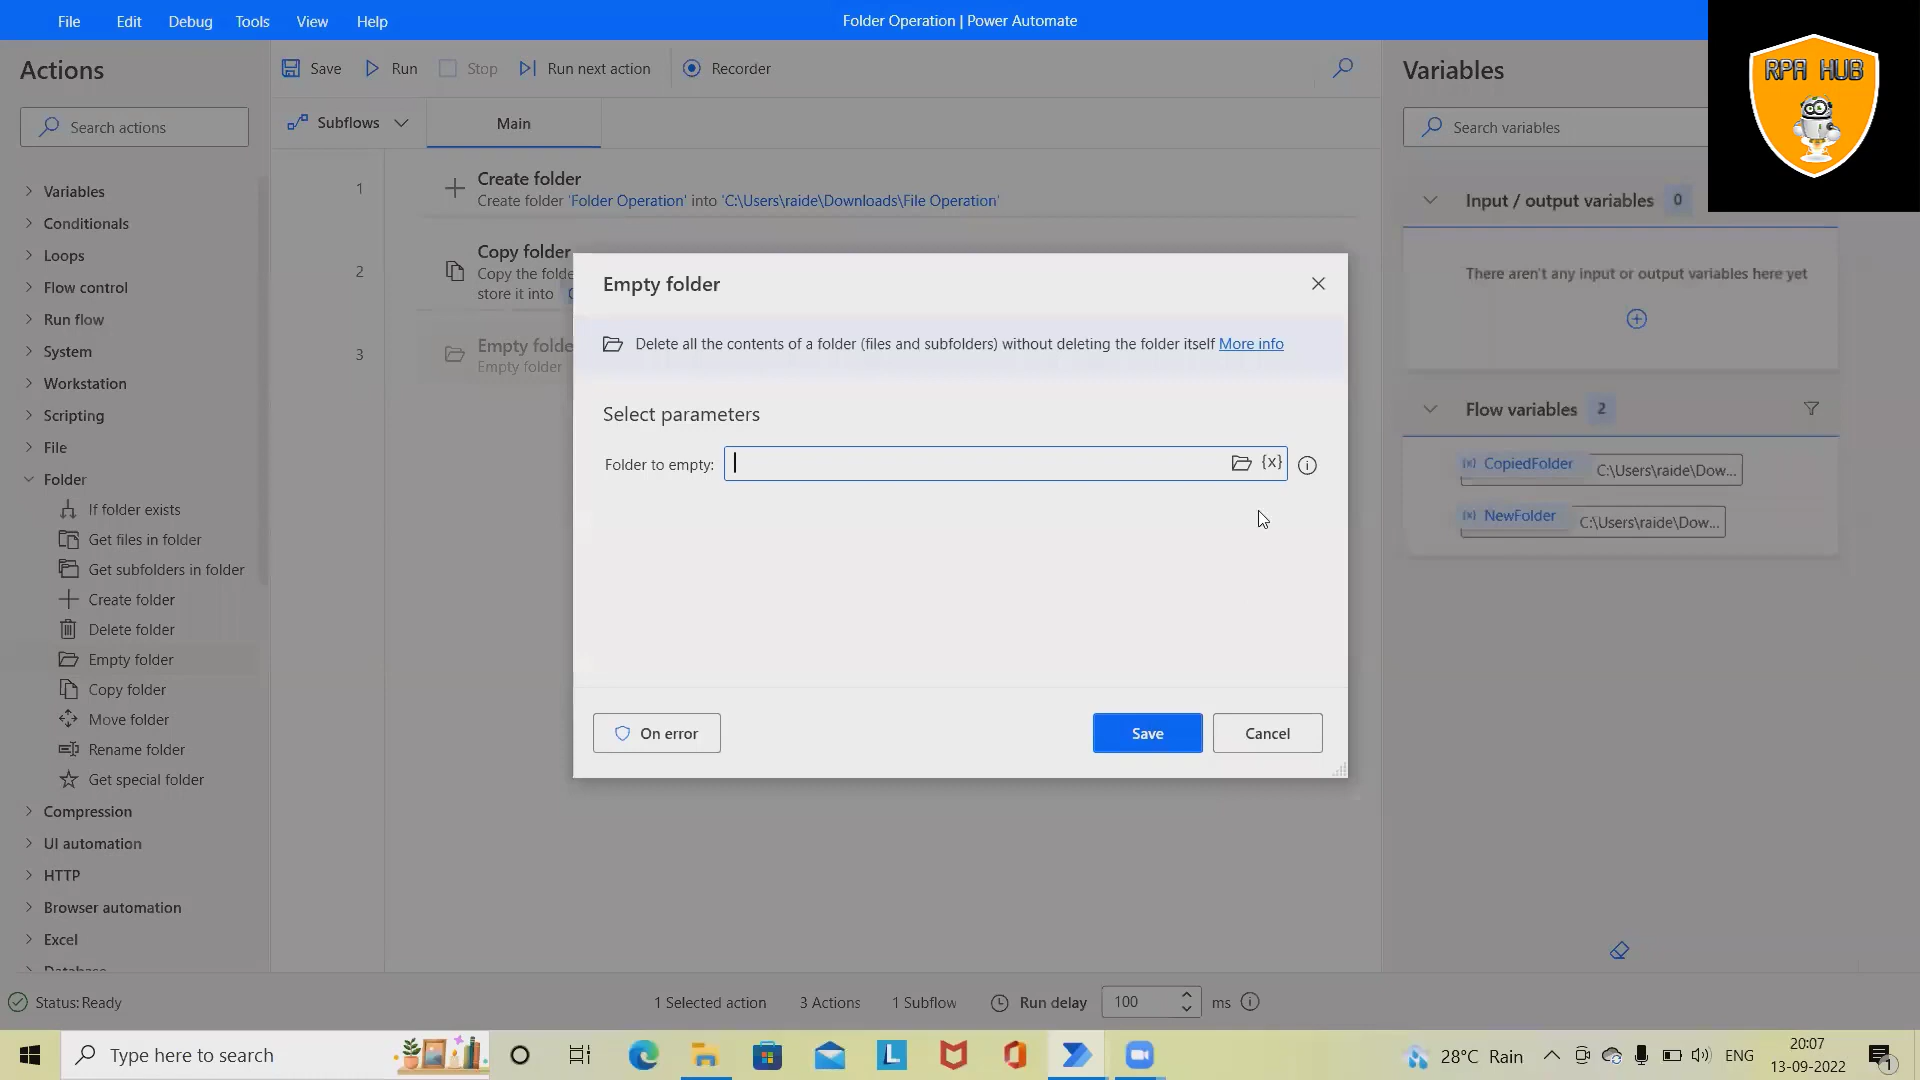 File Edit Debug Tools View Help
Folder Operation | Power Automate
RPA HUB
Actions
Search actions
Variables
Conditionals
Loops
Flow control
Run flow
System
Workstation
Scripting
File
Folder
If folder exists
Get files in folder
Get subfolders in folder
Create folder
Delete folder
Empty folder
Copy folder
Move folder
Rename folder
Get special folder
Compression
UI automation
HTTP
Browser automation
Excel
Database
Save Run Stop Run next action Recorder
Subflows Main
1
Create folder
Create folder 'Folder Operation' into 'C:\Users\raide\Downloads\File Operation'
2
Copy folder
Copy the folde
store it into
3
Empty folde
Empty folder
Empty folder
Delete all the contents of a folder (files and subfolders) without deleting the folder itself More info
Select parameters
Folder to empty: {x}
On error Save Cancel
Variables
Search variables
Input / output variables 0
There aren't any input or output variables here yet
Flow variables 2
CopiedFolder C:\Users\raide\Dow...
NewFolder C:\Users\raide\Dow...
Status: Ready 1 Selected action 3 Actions 1 Subflow Run delay 100 ms
Type here to search
28°C Rain ENG 20:07
13-09-2022
1